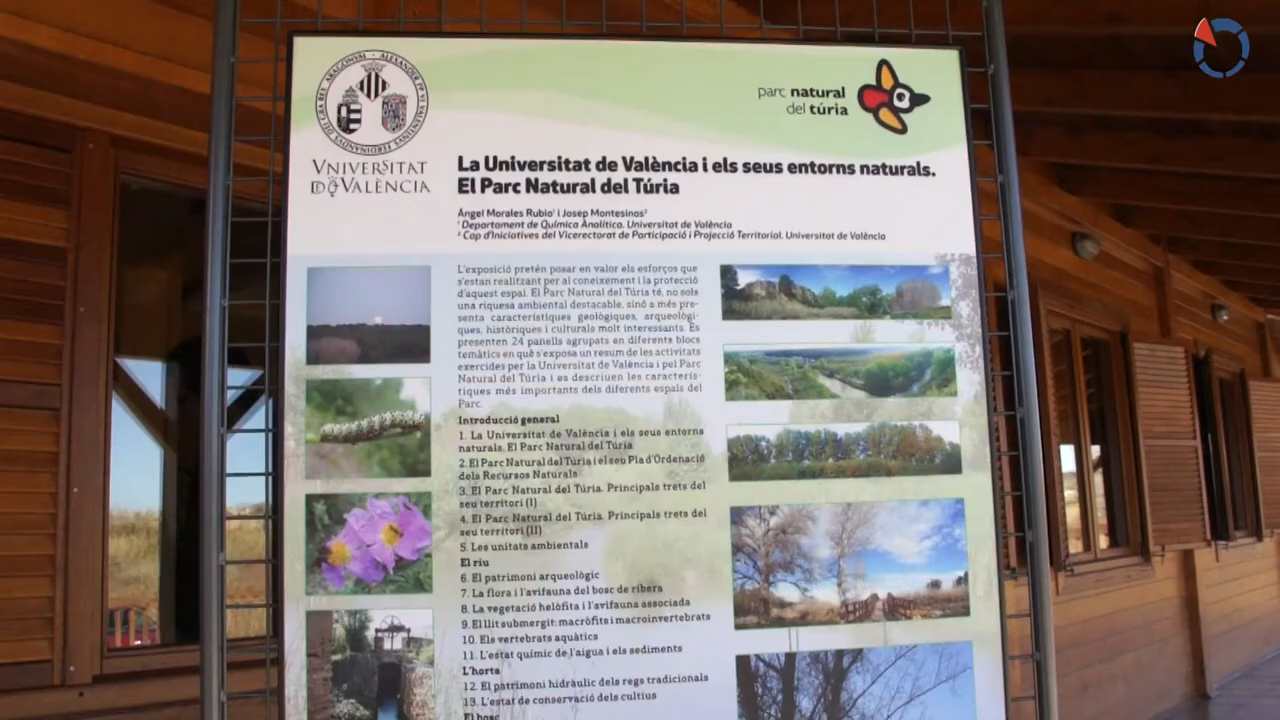 parc natural
del túria
VNIVERSITAT
DE VALÈNCIA
La Universitat de València i els seus entorns naturals.
El Parc Natural del Túria
Àngel Morales Rubio¹ i Josep Montesinos²
¹ Departament de Química Analítica. Universitat de València
² Cap d'Iniciatives del Vicerectorat de Participació i Projecció Territorial. Universitat de València
L'exposició pretén posar en valor els esforços que
s'estan realitzant per al coneixement i la protecció
d'aquest espai. El Parc Natural del Túria té, no sols
una riquesa ambiental destacable, sinó a més pre-
senta característiques geològiques, arqueològi-
ques, històriques i culturals molt interessants. Es
presenten 24 panells agrupats en diferents blocs
temàtics en què s'exposa un resum de les activitats
exercides per la Universitat de València i pel Parc
Natural del Túria i es descriuen les caracterís-
tiques més importants dels diferents espais del
Parc.
Introducció general
1. La Universitat de València i els seus entorns
naturals. El Parc Natural del Túria
2. El Parc Natural del Túria i el seu Pla d'Ordenació
dels Recursos Naturals
3. El Parc Natural del Túria. Principals trets del
seu territori (I)
4. El Parc Natural del Túria. Principals trets del
seu territori (II)
5. Les unitats ambientals
El riu
6. El patrimoni arqueològic
7. La flora i l'avifauna del bosc de ribera
8. La vegetació helòfita i l'avifauna associada
9. El llit submergit: macròfits i macroinvertebrats
10. Els vertebrats aquàtics
11. L'estat químic de l'aigua i els sediments
L'horta
12. El patrimoni hidràulic dels regs tradicionals
13. L'estat de conservació dels cultius
El bosc